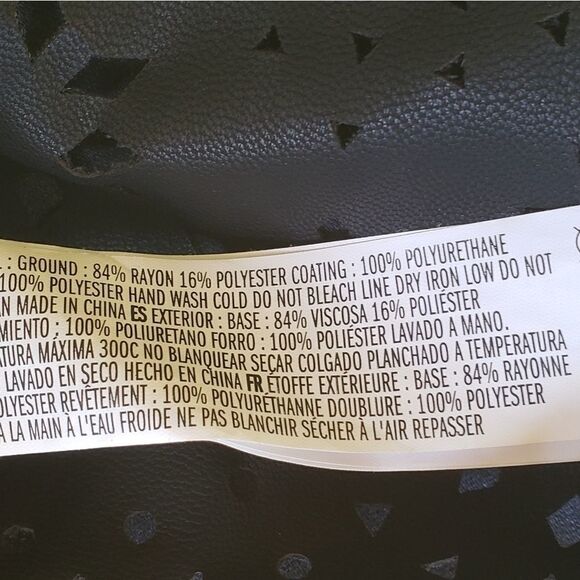 : GROUND : 84% RAYON 16% POLYESTER COATING : 100% POLYURETHANE
100% POLYESTER HAND WASH COLD DO NOT BLEACH LINE DRY IRON LOW DO NOT
AN MADE IN CHINA ES EXTERIOR : BASE : 84% VISCOSA 16% POLIÉSTER
MIENTO : 100% POLIURETANO FORRO : 100% POLIÉSTER LAVADO A MANO.
ATURA MÁXIMA 300C NO BLANQUEAR SEÇAR COLGADO PLANCHADO A TEMPERATURA
LAVADO EN SECO HECHO EN CHINA FR ÉTOFFE EXTÉRIEURE : BASE : 84% RAYONNE
OLYESTER REVÊTEMENT : 100% POLYURÉTHANNE DOUBLURE : 100% POLYESTER
À LA MAIN À L'EAU FROIDE NE PAS BLANCHIR SÉCHER À L'AIR REPASSER